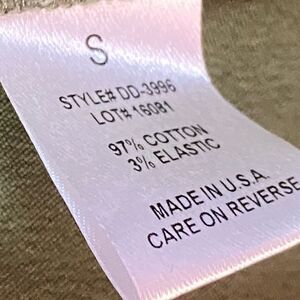 S
STYLE# DD-3996
LOT# 16081
97% COTTON
3% ELASTIC
MADE IN U.S.A.
CARE ON REVERSE